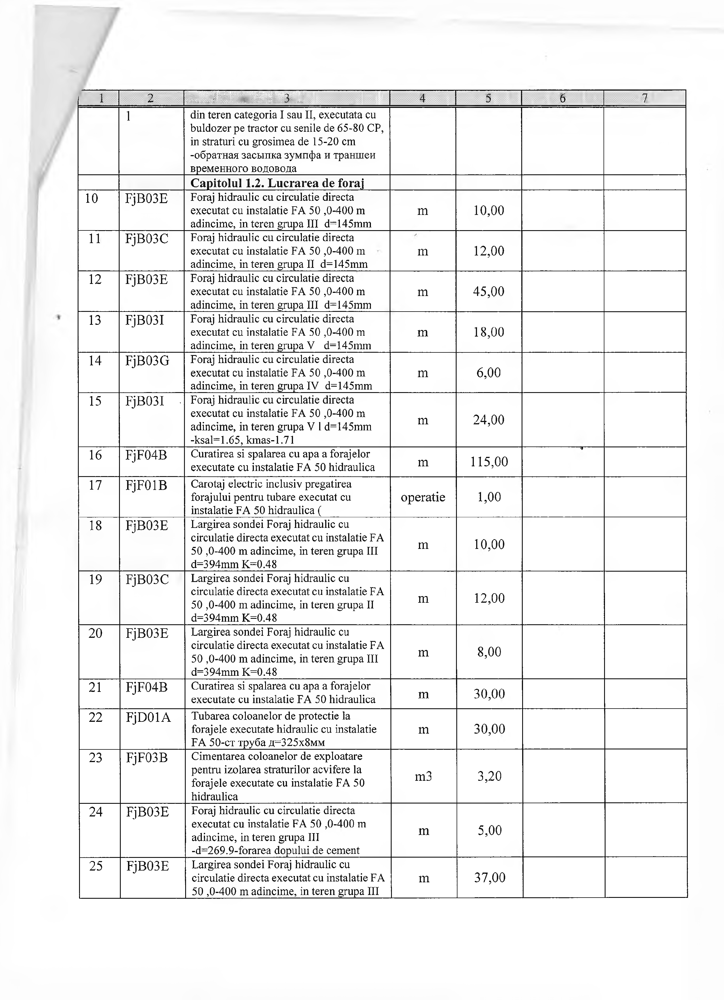 1 2 3 4 5 6 7
1 din teren categoria I sau II, executata cu
buldozer pe tractor cu senile de 65-80 CP,
in straturi cu grosimea de 15-20 cm
-обратная засыпка зумпфа и траншеи
временного водовода
Capitolul 1.2. Lucrarea de foraj
10 FjB03E Foraj hidraulic cu circulatie directa
executat cu instalatie FA 50 ,0-400 m
adincime, in teren grupa III d=145mm
m 10,00
11 FjB03C Foraj hidraulic cu circulatie directa
executat cu instalatie FA 50 ,0-400 m
adincime, in teren grupa II d=145mm
m 12,00
12 FjB03E Foraj hidraulic cu circulatie directa
executat cu instalatie FA 50 ,0-400 m
adincime, in teren grupa III d=145mm
m 45,00
13 FjB03I Foraj hidraulic cu circulatie directa
executat cu instalatie FA 50 ,0-400 m
adincime, in teren grupa V d=145mm
m 18,00
14 FjB03G Foraj hidraulic cu circulatie directa
executat cu instalatie FA 50 ,0-400 m
adincime, in teren grupa IV d=145mm
m 6,00
15 FjB03I Foraj hidraulic cu circulatie directa
executat cu instalatie FA 50 ,0-400 m
adincime, in teren grupa V l d=145mm
-ksal=1.65, kmas-1.71
m 24,00
16 FjF04B Curatirea si spalarea cu apa a forajelor
executate cu instalatie FA 50 hidraulica
m 115,00
17 FjF01B Carotaj electric inclusiv pregatirea
forajului pentru tubare executat cu
instalatie FA 50 hidraulica (
operatie 1,00
18 FjB03E Largirea sondei Foraj hidraulic cu
circulatie directa executat cu instalatie FA
50 ,0-400 m adincime, in teren grupa III
d=394mm K=0.48
m 10,00
19 FjB03C Largirea sondei Foraj hidraulic cu
circulatie directa executat cu instalatie FA
50 ,0-400 m adincime, in teren grupa II
d=394mm K=0.48
m 12,00
20 FjB03E Largirea sondei Foraj hidraulic cu
circulatie directa executat cu instalatie FA
50 ,0-400 m adincime, in teren grupa III
d=394mm K=0.48
m 8,00
21 FjF04B Curatirea si spalarea cu apa a forajelor
executate cu instalatie FA 50 hidraulica
m 30,00
22 FjD01A Tubarea coloanelor de protectie la
forajele executate hidraulic cu instalatie
FA 50-ст труба д=325х8мм
m 30,00
23 FjF03B Cimentarea coloanelor de exploatare
pentru izolarea straturilor acvifere la
forajele executate cu instalatie FA 50
hidraulica
m3 3,20
24 FjB03E Foraj hidraulic cu circulatie directa
executat cu instalatie FA 50 ,0-400 m
adincime, in teren grupa III
-d=269.9-forarea dopului de cement
m 5,00
25 FjB03E Largirea sondei Foraj hidraulic cu
circulatie directa executat cu instalatie FA
50 ,0-400 m adincime, in teren grupa III
m 37,00